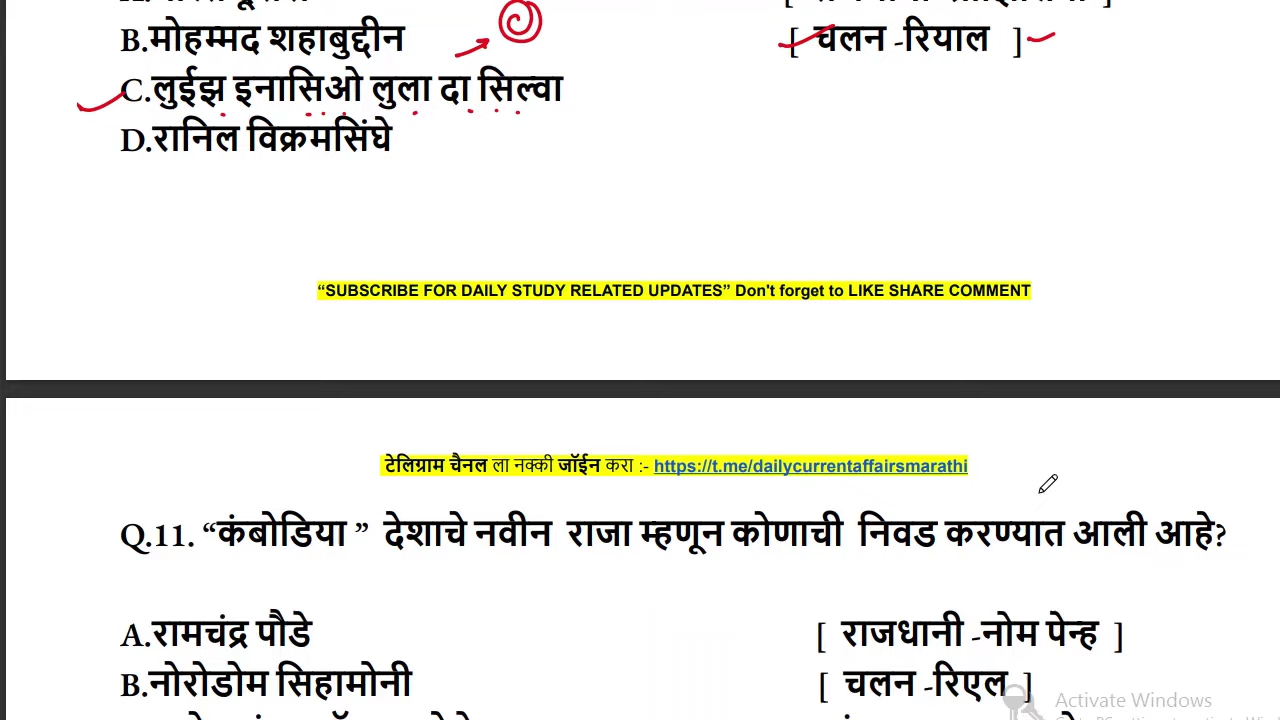 B.मोहम्मद शहाबुद्दीन [ चलन -रियाल ]
C.लुईझ इनासिओ लुला दा सिल्वा
D.रानिल विक्रमसिंघे
“SUBSCRIBE FOR DAILY STUDY RELATED UPDATES” Don't forget to LIKE SHARE COMMENT
टेलिग्राम चैनल ला नक्की जॉईन करा :- https://t.me/dailycurrentaffairsmarathi
Q.11. “कंबोडिया ” देशाचे नवीन राजा म्हणून कोणाची निवड करण्यात आली आहे?
A.रामचंद्र पौडे [ राजधानी -नोम पेन्ह ]
B.नोरोडोम सिहामोनी [ चलन -रिएल ]
Activate Windows